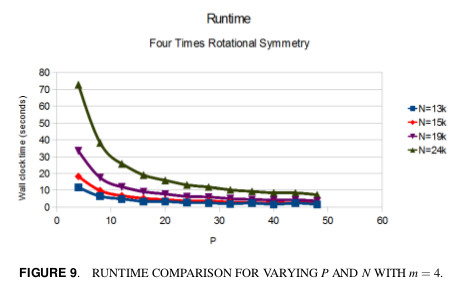 Runtime
Four Times Rotational Symmetry
Wall clock time (seconds)
80
70
60
50
40
30
20
10
0
0 10 20 30 40 50 60
P
N=13k
N=15k
N=19k
N=24k
FIGURE 9. RUNTIME COMPARISON FOR VARYING P AND N WITH m = 4.